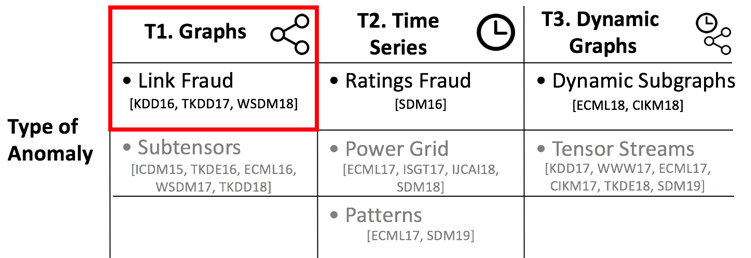 T1. Graphs
T2. Time
Series
T3. Dynamic
Graphs
Type of
Anomaly
• Link Fraud
[KDD16, TKDD17, WSDM18]
• Ratings Fraud
[SDM16]
• Dynamic Subgraphs
[ECML18, CIKM18]
• Subtensors
[ICDM15, TKDE16, ECML16,
WSDM17, TKDD18]
• Power Grid
[ECML17, ISGT17, IJCAI18,
SDM18]
• Tensor Streams
[KDD17, WWW17, ECML17,
CIKM17, TKDE18, SDM19]
• Patterns
[ECML17, SDM19]